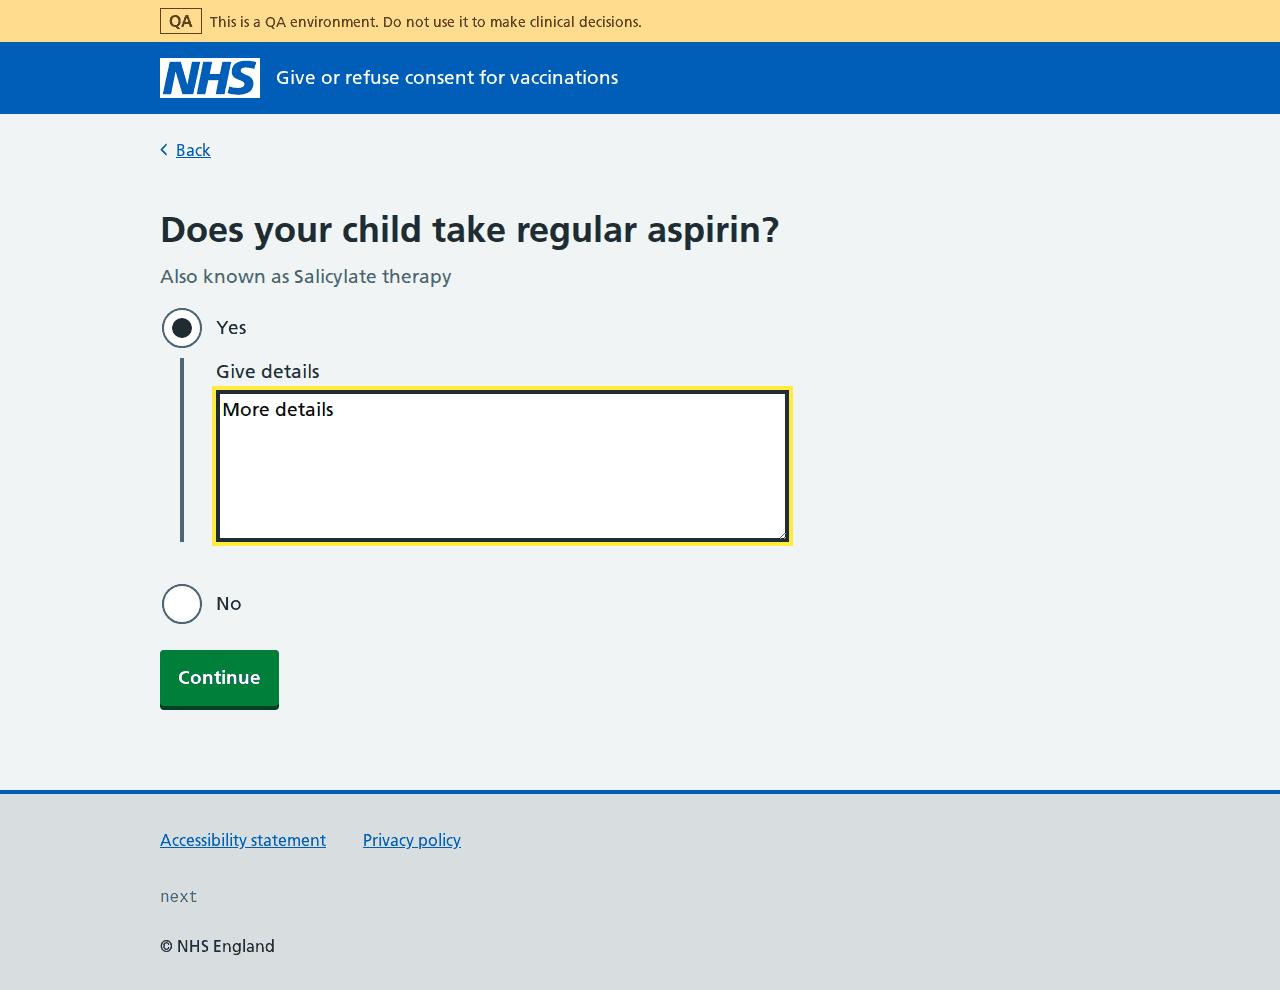 QA This is a QA environment. Do not use it to make clinical decisions.
NHS Give or refuse consent for vaccinations
Back
Does your child take regular aspirin?
Also known as Salicylate therapy
Yes
Give details
More details
No
Continue
Accessibility statement Privacy policy
next
© NHS England